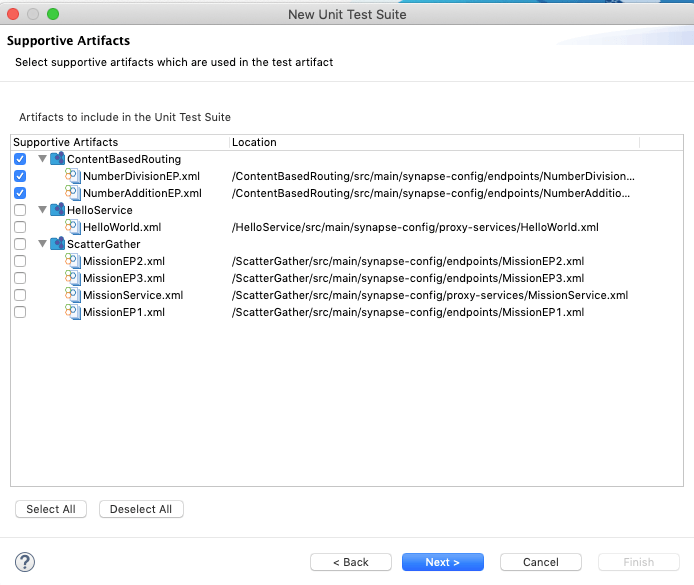 New Unit Test Suite
Supportive Artifacts
Select supportive artifacts which are used in the test artifact
Artifacts to include in the Unit Test Suite
Supportive Artifacts Location
ContentBasedRouting
NumberDivisionEP.xml /ContentBasedRouting/src/main/synapse-config/endpoints/NumberDivision...
NumberAdditionEP.xml /ContentBasedRouting/src/main/synapse-config/endpoints/NumberAdditio...
HelloService
HelloWorld.xml /HelloService/src/main/synapse-config/proxy-services/HelloWorld.xml
ScatterGather
MissionEP2.xml /ScatterGather/src/main/synapse-config/endpoints/MissionEP2.xml
MissionEP3.xml /ScatterGather/src/main/synapse-config/endpoints/MissionEP3.xml
MissionService.xml /ScatterGather/src/main/synapse-config/proxy-services/MissionService.xml
MissionEP1.xml /ScatterGather/src/main/synapse-config/endpoints/MissionEP1.xml
Select All Deselect All
? < Back Next > Cancel Finish